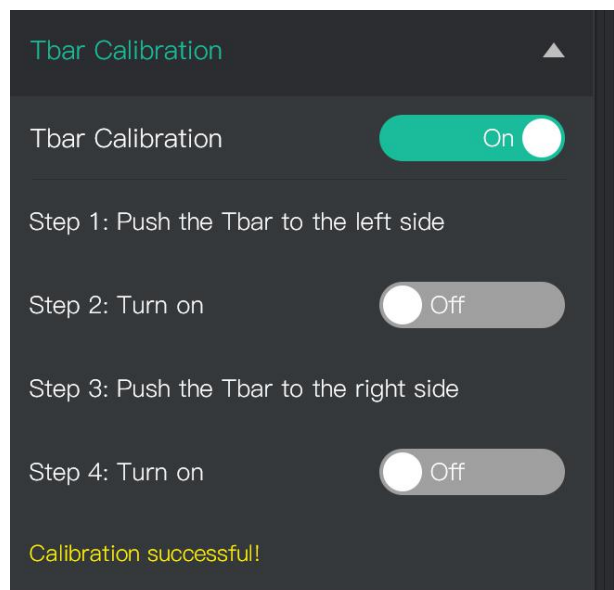 Tbar Calibration
Tbar Calibration On
Step 1: Push the Tbar to the left side
Step 2: Turn on Off
Step 3: Push the Tbar to the right side
Step 4: Turn on Off
Calibration successful!